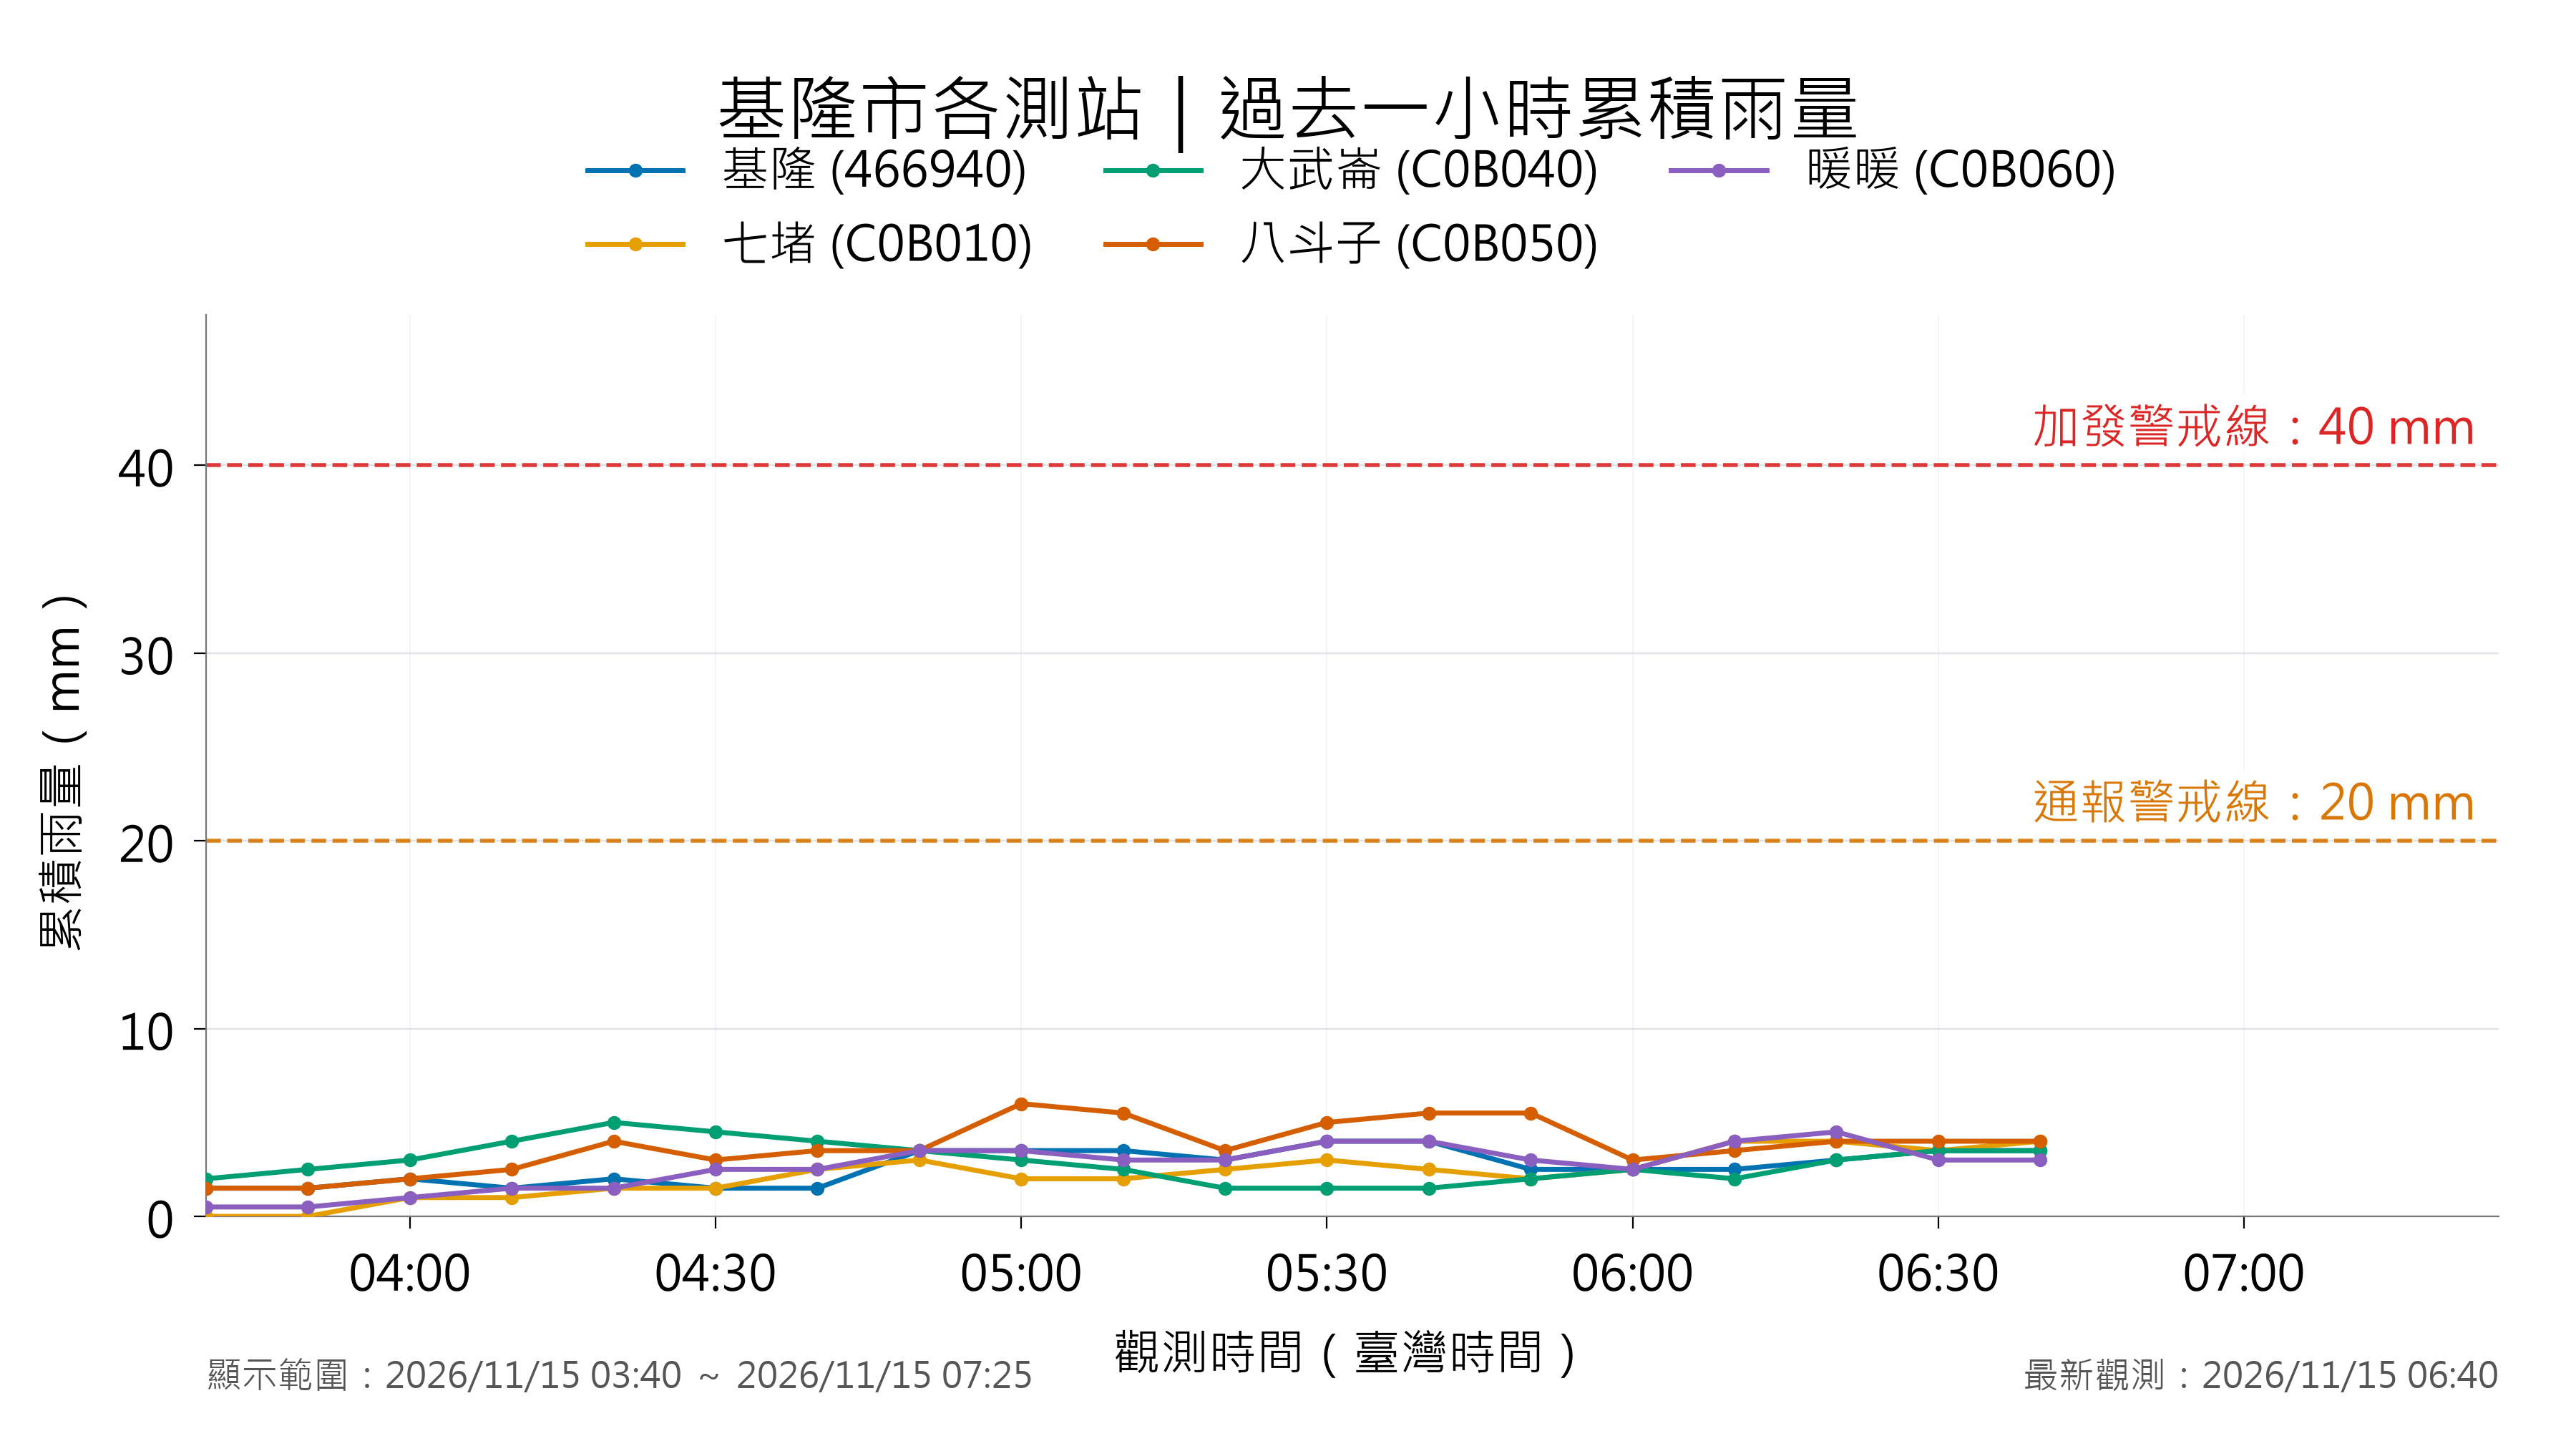 基隆市各測站｜過去一小時累積雨量
基隆 (466940) 大武崙 (C0B040) 暖暖 (C0B060)
七堵 (C0B010) 八斗子 (C0B050)
加發警戒線：40 mm
通報警戒線：20 mm
累積雨量（mm）
40
30
20
10
0
04:00 04:30 05:00 05:30 06:00 06:30 07:00
觀測時間（臺灣時間）
顯示範圍：2026/11/15 03:40 ~ 2026/11/15 07:25
最新觀測：2026/11/15 06:40